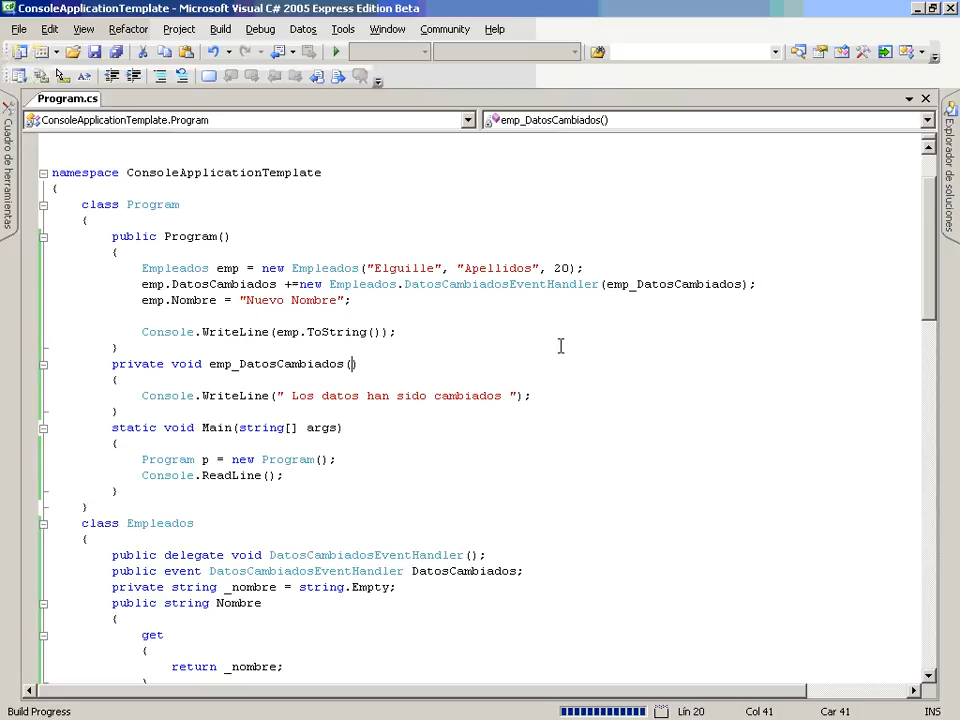 ConsoleApplicationTemplate - Microsoft Visual C# 2005 Express Edition Beta
File Edit View Refactor Project Build Debug Datos Tools Window Community Help
Program.cs
ConsoleApplicationTemplate.Program
emp_DatosCambiados()
Cuadro de herramientas
Explorador de soluciones
namespace ConsoleApplicationTemplate
{
class Program
{
public Program()
{
Empleados emp = new Empleados("Elguille", "Apellidos", 20);
emp.DatosCambiados +=new Empleados.DatosCambiadosEventHandler(emp_DatosCambiados);
emp.Nombre = "Nuevo Nombre";
Console.WriteLine(emp.ToString());
}
private void emp_DatosCambiados()
{
Console.WriteLine(" Los datos han sido cambiados ");
}
static void Main(string[] args)
{
Program p = new Program();
Console.ReadLine();
}
}
class Empleados
{
public delegate void DatosCambiadosEventHandler();
public event DatosCambiadosEventHandler DatosCambiados;
private string _nombre = string.Empty;
public string Nombre
{
get
{
return _nombre;
}
Build Progress
Lín 20
Col 41
Car 41
INS